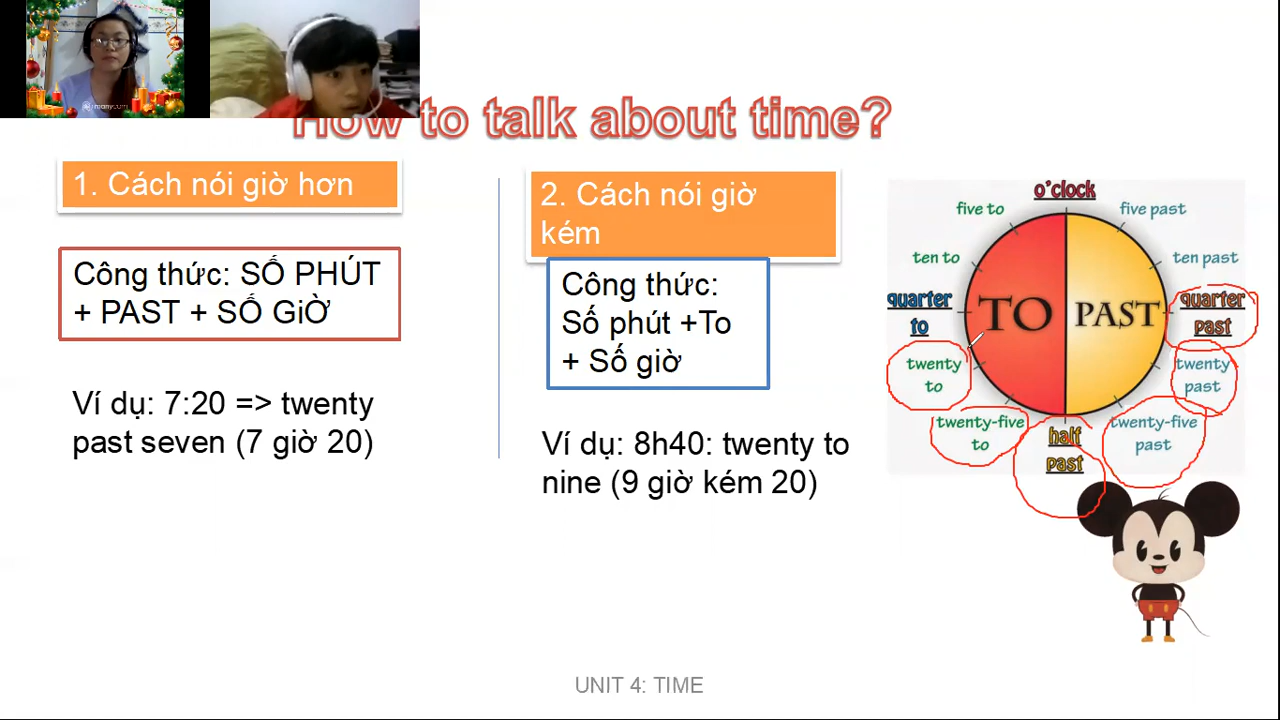 How to talk about time?
1. Cách nói giờ hơn
Công thức: SỐ PHÚT
+ PAST + SỐ GiỜ
Ví dụ: 7:20 => twenty
past seven (7 giờ 20)
2. Cách nói giờ
kém
Công thức:
Số phút +To
+ Số giờ
Ví dụ: 8h40: twenty to
nine (9 giờ kém 20)
o'clock
five to
five past
ten to
ten past
quarter
to
quarter
past
TO
PAST
twenty
to
twenty
past
twenty-five
to
twenty-five
past
half
past
UNIT 4: TIME